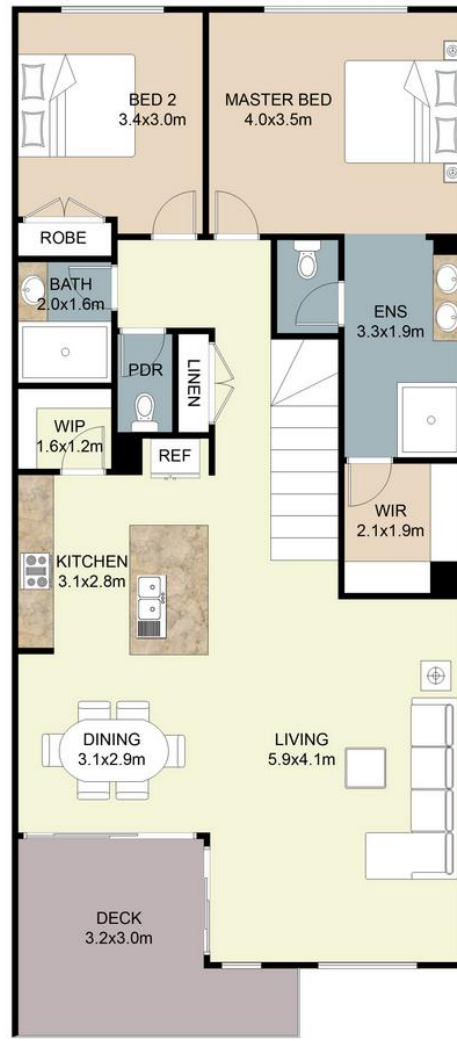 BED 2
3.4x3.0m
MASTER BED
4.0x3.5m
ROBE
BATH
2.0x1.6m
ENS
3.3x1.9m
PDR
LINEN
WIP
1.6x1.2m
REF
WIR
2.1x1.9m
KITCHEN
3.1x2.8m
DINING
3.1x2.9m
LIVING
5.9x4.1m
DECK
3.2x3.0m